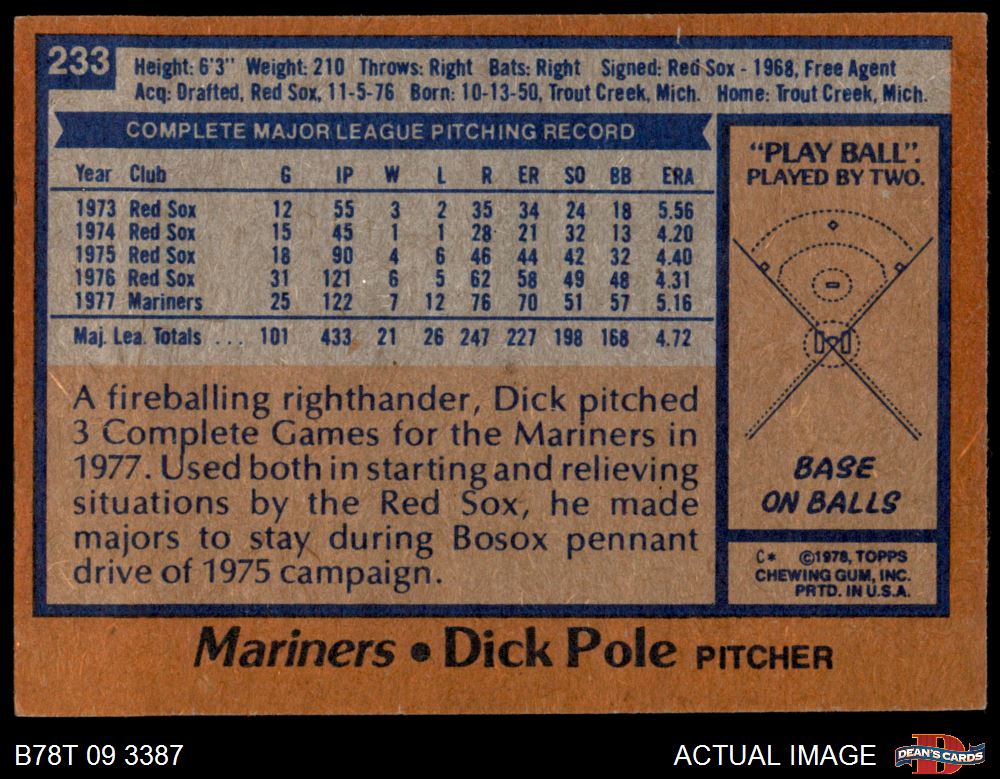 233
Height: 6'3" Weight: 210 Throws: Right Bats: Right Signed: Red Sox - 1968, Free Agent
Acq: Drafted, Red Sox, 11-5-76 Born: 10-13-50, Trout Creek, Mich. Home: Trout Creek, Mich.
COMPLETE MAJOR LEAGUE PITCHING RECORD
Year Club G IP W L R ER SO BB ERA
1973 Red Sox 12 55 3 2 35 34 24 18 5.56
1974 Red Sox 15 45 1 1 28 21 32 13 4.20
1975 Red Sox 18 90 4 6 46 44 42 32 4.40
1976 Red Sox 31 121 6 5 62 58 49 48 4.31
1977 Mariners 25 122 7 12 76 70 51 57 5.16
Maj. Lea. Totals ... 101 433 21 26 247 227 198 168 4.72
A fireballing righthander, Dick pitched
3 Complete Games for the Mariners in
1977. Used both in starting and relieving
situations by the Red Sox, he made
majors to stay during Bosox pennant
drive of 1975 campaign.
"PLAY BALL".
PLAYED BY TWO.
BASE
ON BALLS
C* ©1978, TOPPS
CHEWING GUM, INC.
PRTD. IN U.S.A.
Mariners • Dick Pole PITCHER
B78T 09 3387
ACTUAL IMAGE
D
DEAN'S CARDS